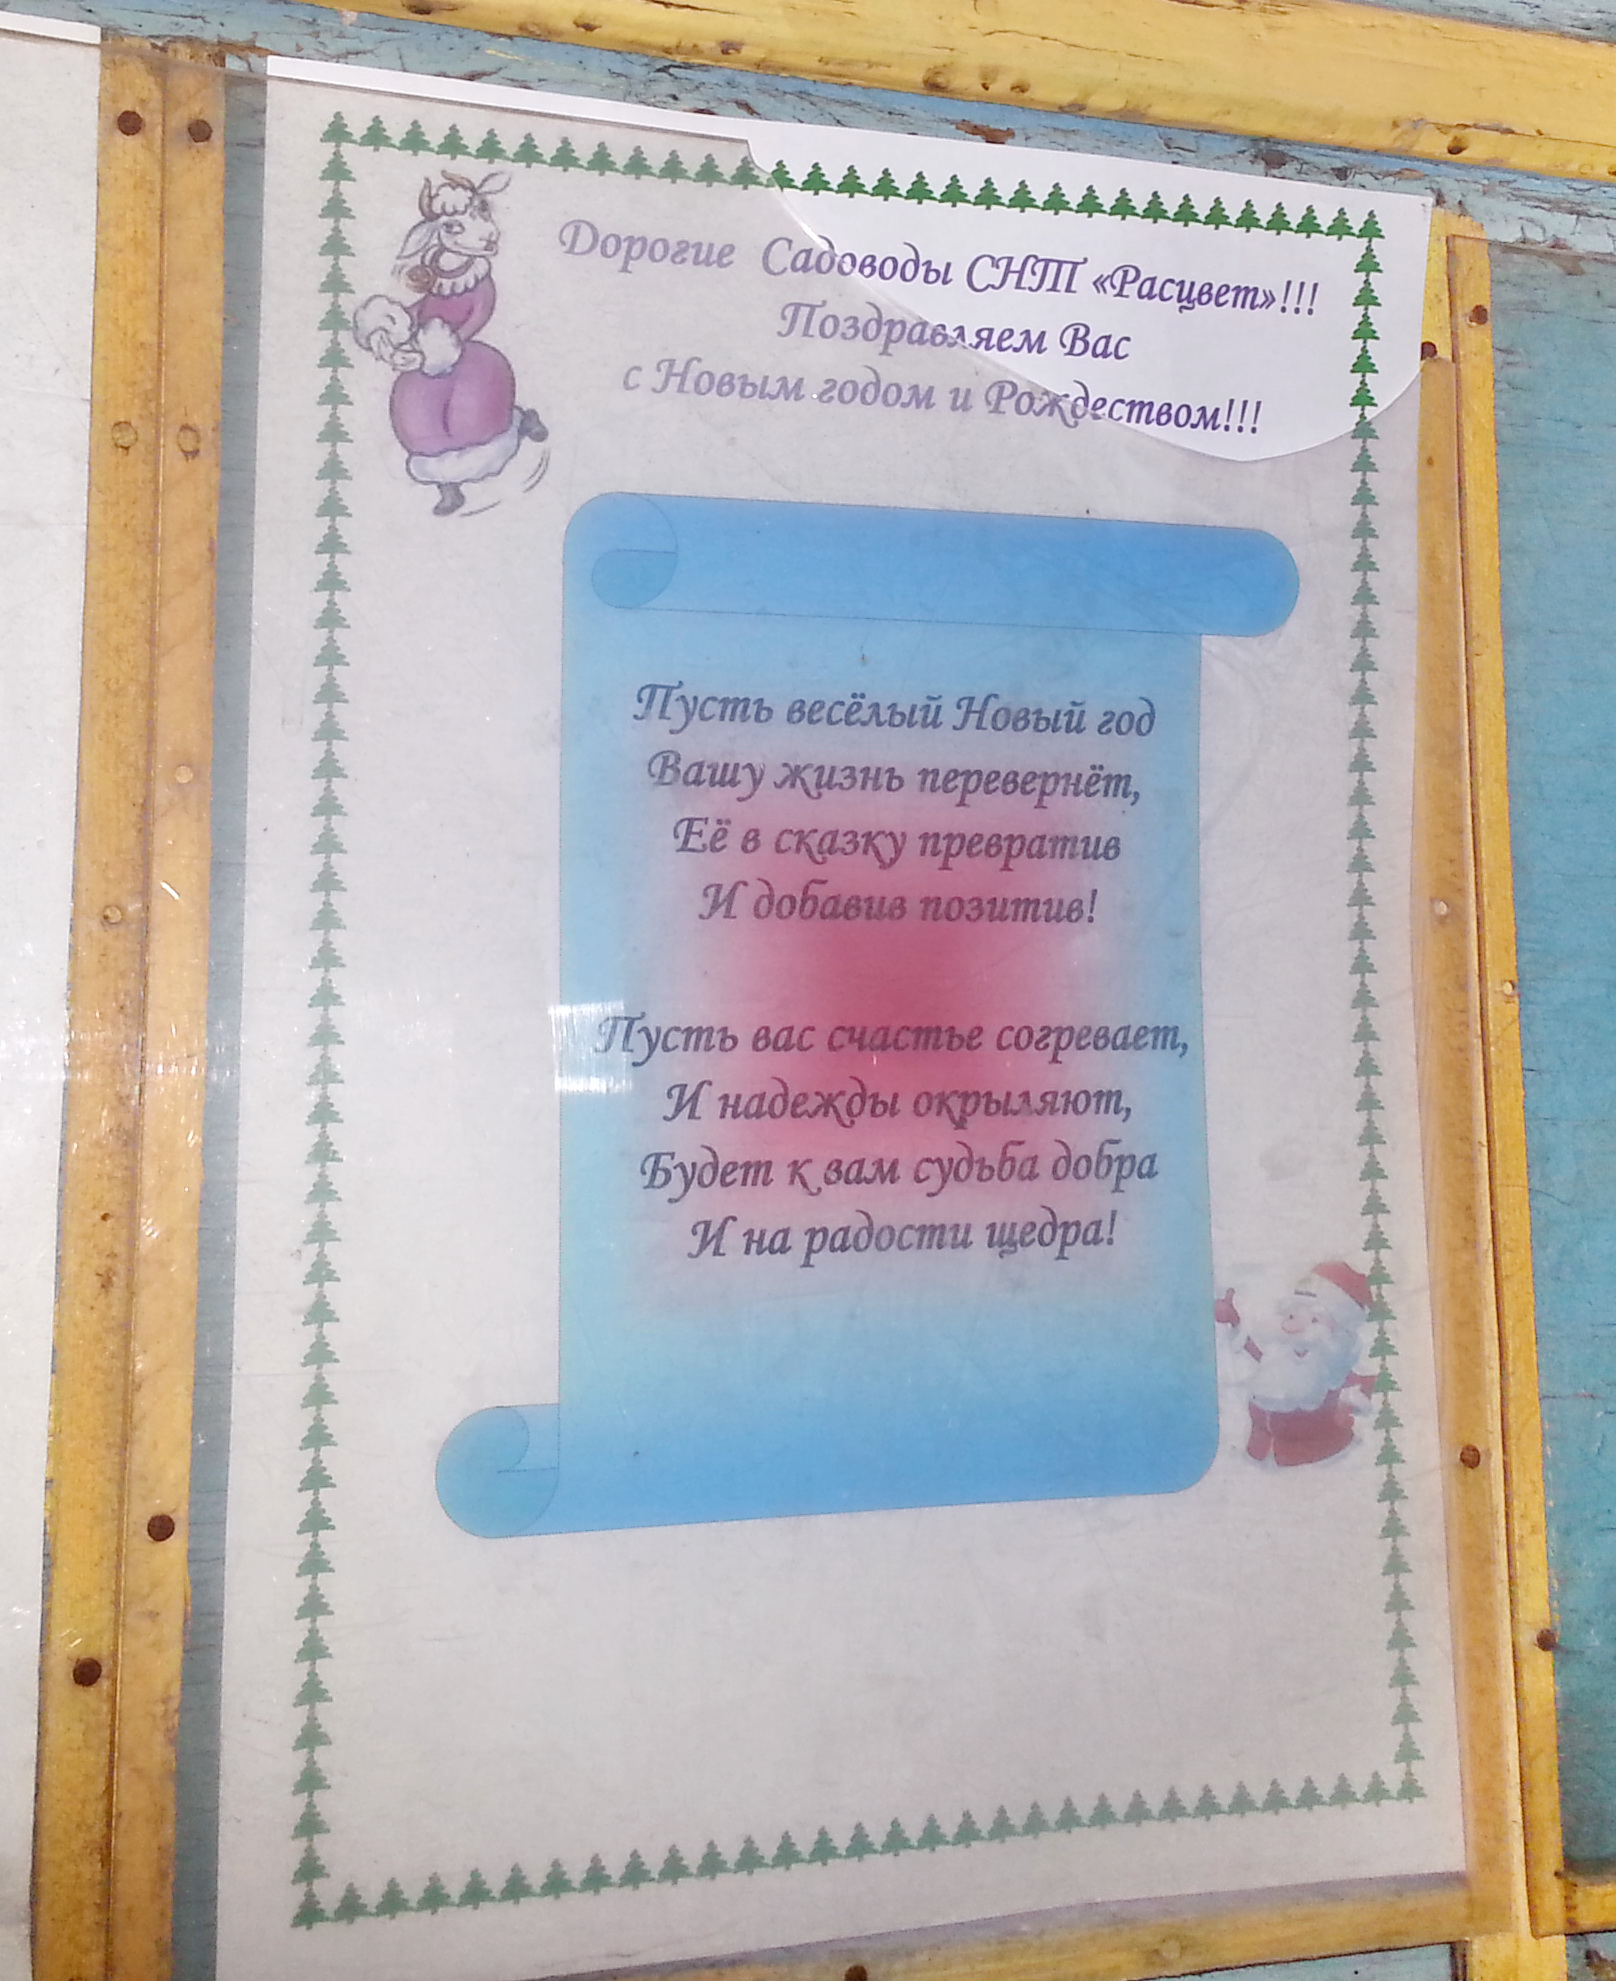 Дорогие Садоводы СНТ «Расцвет»!!!
Поздравляем Вас
с Новым годом и Рождеством!!!
Пусть весёлый Новый год
Вашу жизнь перевернёт,
Её в сказку превратив
И добавив позитив!
Пусть вас счастье согревает,
И надежды окрыляют,
Будет к вам судьба добра
И на радости щедра!